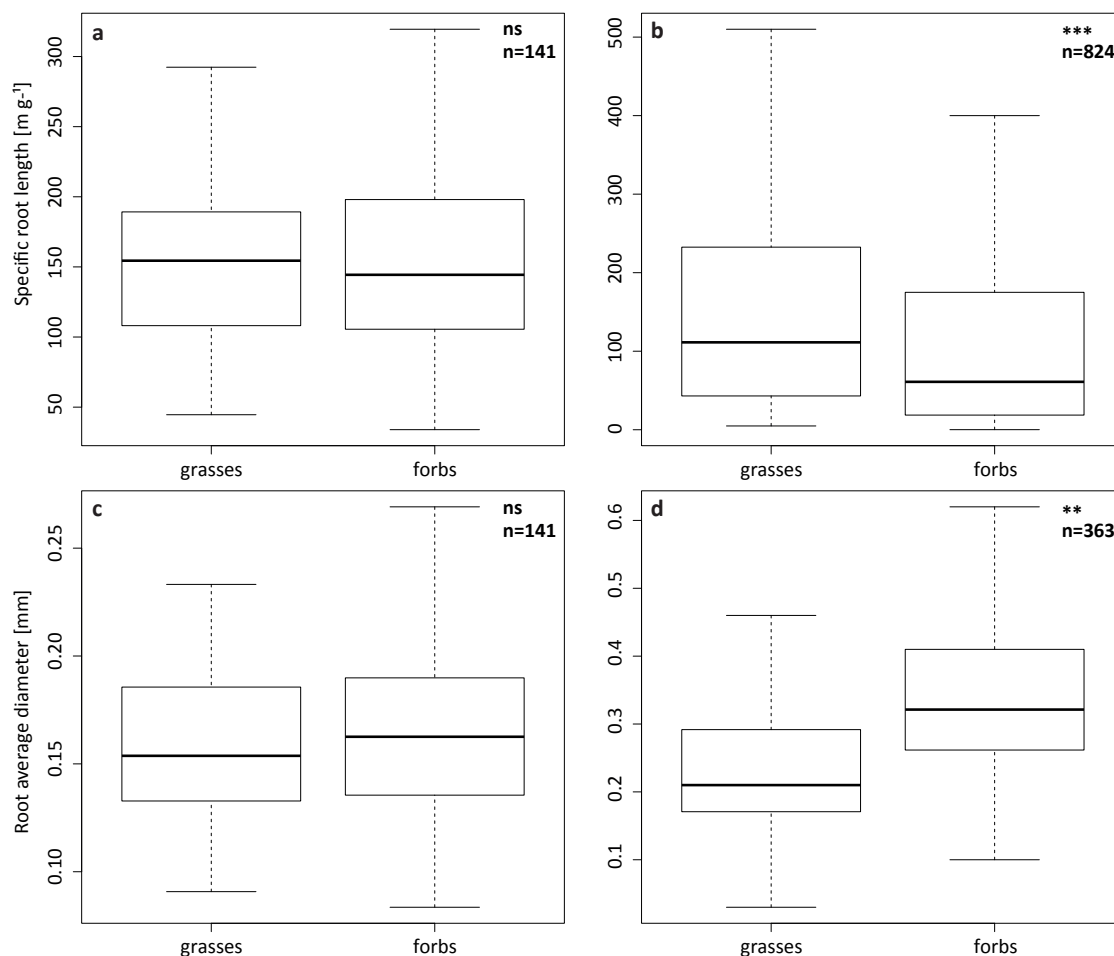 a
ns
n=141
Specific root length [m g⁻¹]
50
100
150
200
250
300
grasses
forbs
b
***
n=824
0
100
200
300
400
500
grasses
forbs
c
ns
n=141
Root average diameter [mm]
0.10
0.15
0.20
0.25
grasses
forbs
d
**
n=363
0.1
0.2
0.3
0.4
0.5
0.6
grasses
forbs